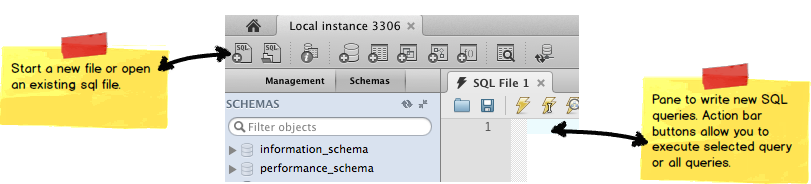 Local instance 3306
SQL
SQL
Start a new file or open
an existing sql file.
Management
Schemas
SQL File 1
SCHEMAS
Filter objects
1
information_schema
performance_schema
Pane to write new SQL
queries. Action bar
buttons allow you to
execute selected query
or all queries.